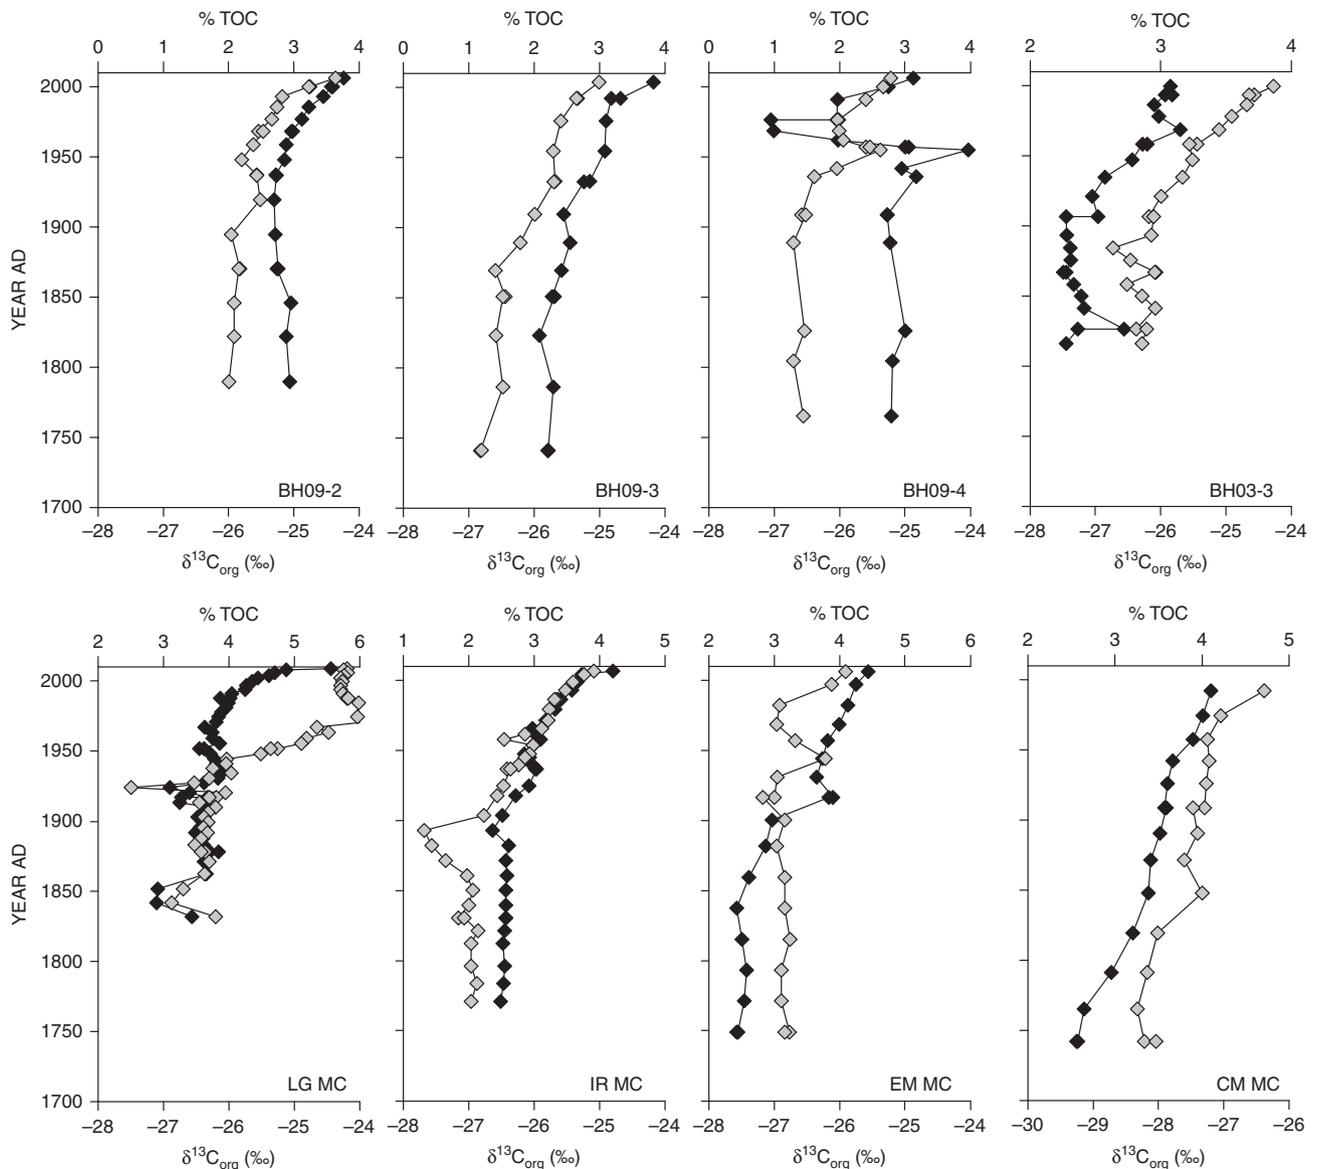 % TOC % TOC % TOC % TOC
0 1 2 3 4 0 1 2 3 4 0 1 2 3 4 2 3 4
2000
1950
1900
1850
1800
1750
1700
YEAR AD
BH09-2 BH09-3 BH09-4 BH03-3
–28 –27 –26 –25 –24 –28 –27 –26 –25 –24 –28 –27 –26 –25 –24 –28 –27 –26 –25 –24
δ¹³Corg (‰) δ¹³Corg (‰) δ¹³Corg (‰) δ¹³Corg (‰)
% TOC % TOC % TOC % TOC
2 3 4 5 6 1 2 3 4 5 2 3 4 5 6 2 3 4 5
2000
1950
1900
1850
1800
1750
1700
YEAR AD
LG MC IR MC EM MC CM MC
–28 –27 –26 –25 –24 –28 –27 –26 –25 –24 –28 –27 –26 –25 –24 –30 –29 –28 –27 –26
δ¹³Corg (‰) δ¹³Corg (‰) δ¹³Corg (‰) δ¹³Corg (‰)